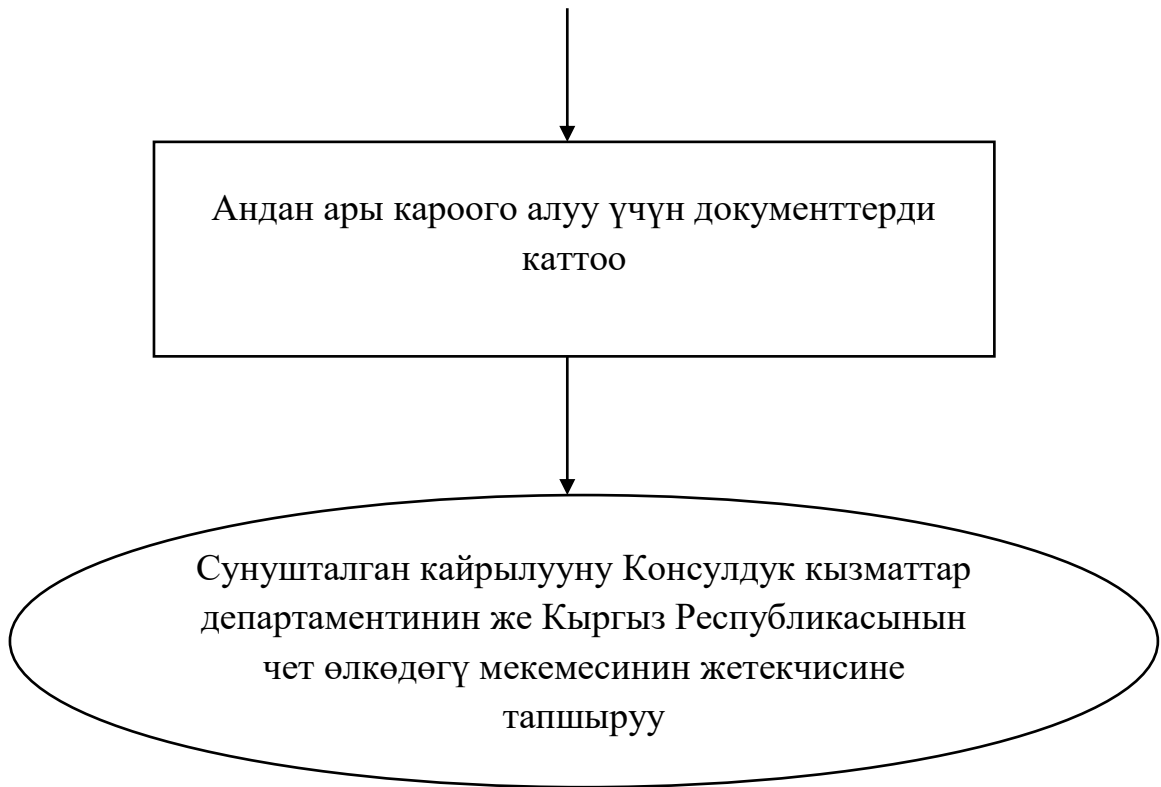 Андан ары кароого алуу үчүн документтерди
каттоо
Сунушталган кайрылууну Консулдук кызматтар
департаментинин же Кыргыз Республикасынын
чет өлкөдөгү мекемесинин жетекчисине
тапшыруу